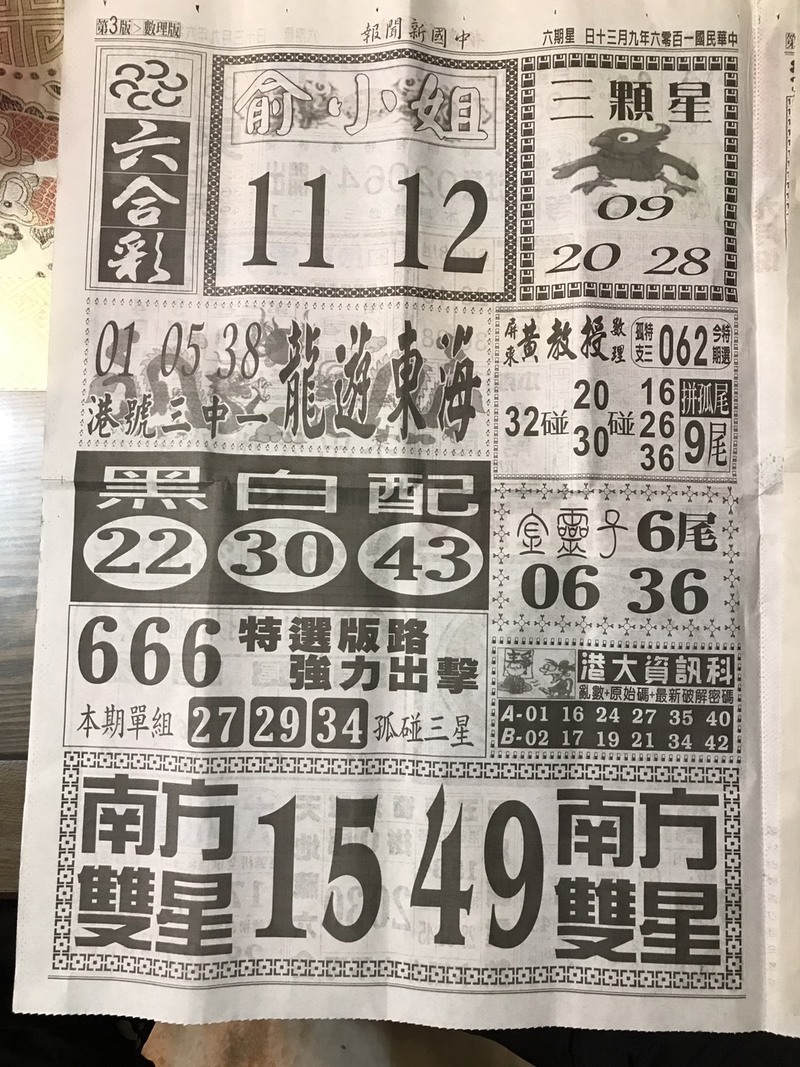 第3版＞數理版
報聞新國中
日十三月九年六零百一國民華中 六期星
六合彩
俞小姐
11 12
三顆星
09
20 28
01 05 38
港號三中一
龍遊東海
屏東黃教授數理
孤特支三 062 今特期選
32碰 20 30 碰 16 26 36
拼孤尾
9尾
黑白配
22 30 43
金靈子 6尾
06 36
666 特選版路
強力出擊
本期單組 27 29 34 孤碰三星
港大資訊科
亂數+原始碼+最新破解密碼
A-01 16 24 27 35 40
B-02 17 19 21 34 42
南方雙星
15 49
南方雙星